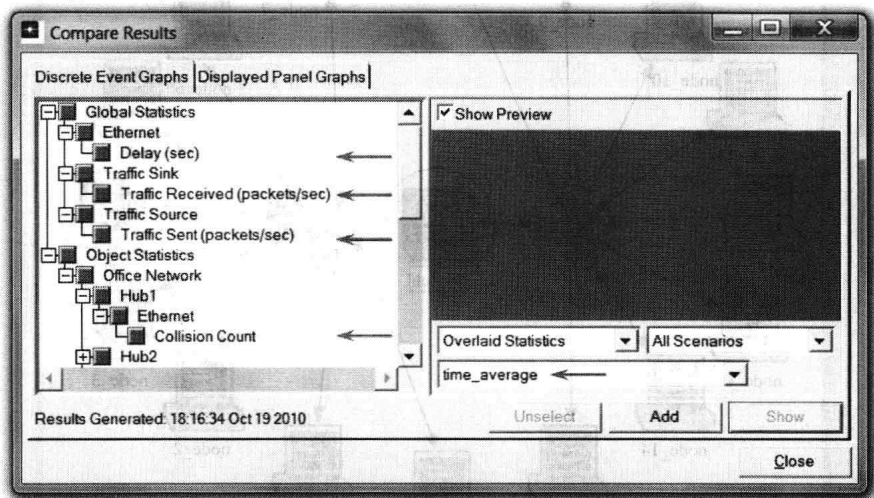 Compare Results
Discrete Event Graphs
Displayed Panel Graphs
Global Statistics
Ethernet
Delay (sec)
Traffic Sink
Traffic Received (packets/sec)
Traffic Source
Traffic Sent (packets/sec)
Object Statistics
Office Network
Hub1
Ethernet
Collision Count
Hub2
Show Preview
Overlaid Statistics
All Scenarios
time_average
Results Generated: 18:16:34 Oct 19 2010
Unselect
Add
Show
Close